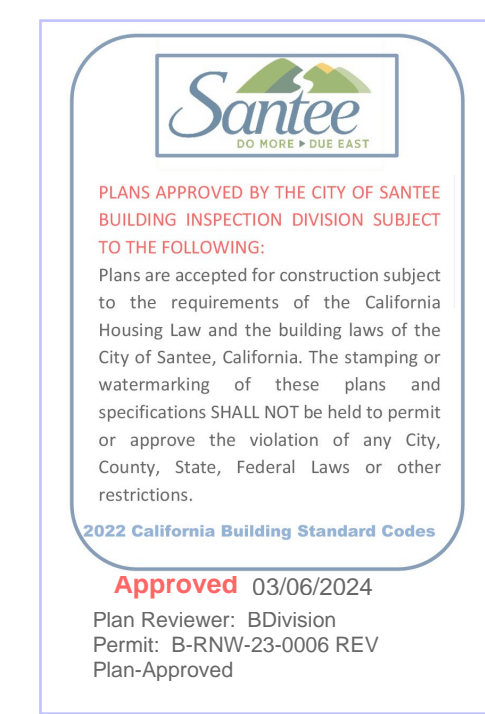 Santee
DO MORE ▶ DUE EAST
PLANS APPROVED BY THE CITY OF SANTEE
BUILDING INSPECTION DIVISION SUBJECT
TO THE FOLLOWING:
Plans are accepted for construction subject
to the requirements of the California
Housing Law and the building laws of the
City of Santee, California. The stamping or
watermarking of these plans and
specifications SHALL NOT be held to permit
or approve the violation of any City,
County, State, Federal Laws or other
restrictions.
2022 California Building Standard Codes
Approved 03/06/2024
Plan Reviewer: BDivision
Permit: B-RNW-23-0006 REV
Plan-Approved